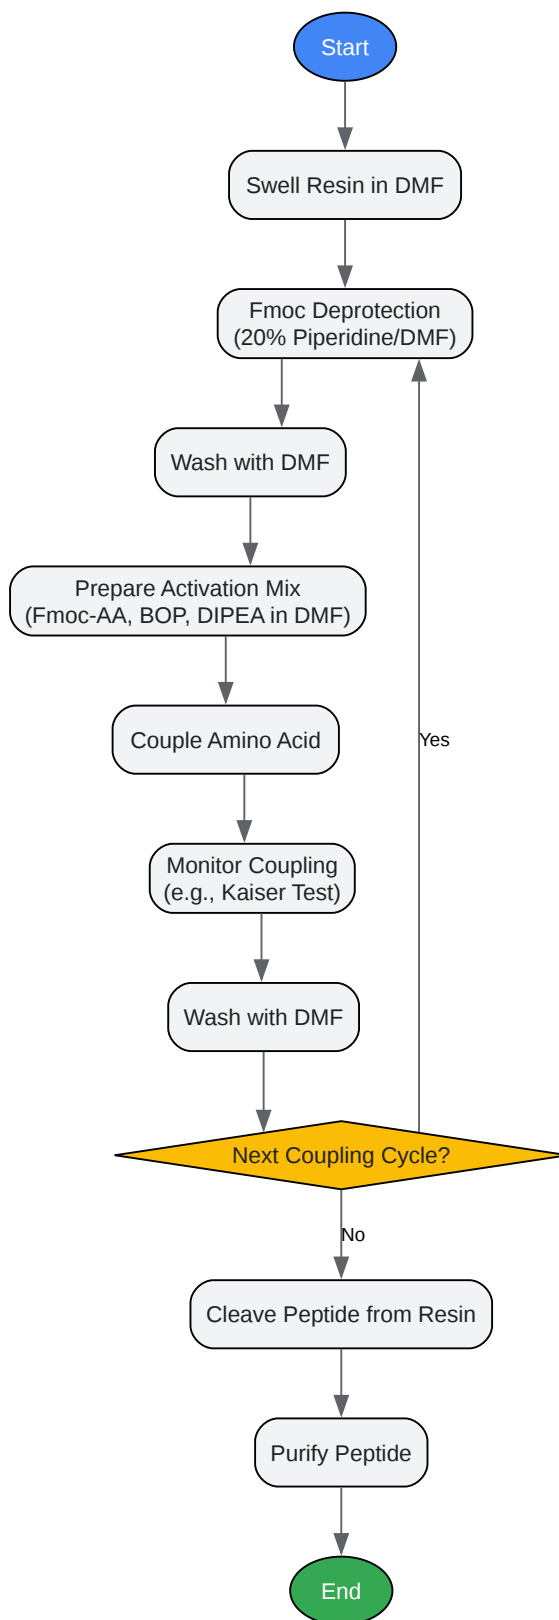 Start
Swell Resin in DMF
Fmoc Deprotection
(20% Piperidine/DMF)
Wash with DMF
Prepare Activation Mix
(Fmoc-AA, BOP, DIPEA in DMF)
Couple Amino Acid
Yes
Monitor Coupling
(e.g., Kaiser Test)
Wash with DMF
Next Coupling Cycle?
No
Cleave Peptide from Resin
Purify Peptide
End